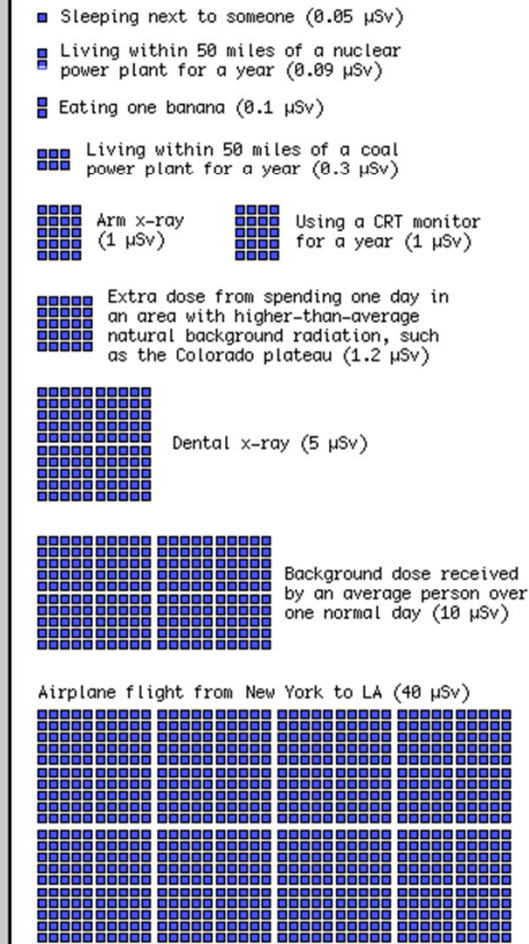 Sleeping next to someone (0.05 µSv)
Living within 50 miles of a nuclear
power plant for a year (0.09 µSv)
Eating one banana (0.1 µSv)
Living within 50 miles of a coal
power plant for a year (0.3 µSv)
Arm x-ray
(1 µSv)
Using a CRT monitor
for a year (1 µSv)
Extra dose from spending one day in
an area with higher-than-average
natural background radiation, such
as the Colorado plateau (1.2 µSv)
Dental x-ray (5 µSv)
Background dose received
by an average person over
one normal day (10 µSv)
Airplane flight from New York to LA (40 µSv)